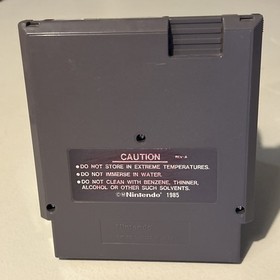 CAUTION REV-A
• DO NOT STORE IN EXTREME TEMPERATURES.
• DO NOT IMMERSE IN WATER.
• DO NOT CLEAN WITH BENZENE, THINNER,
ALCOHOL OR OTHER SUCH SOLVENTS.
©Nintendo 1985